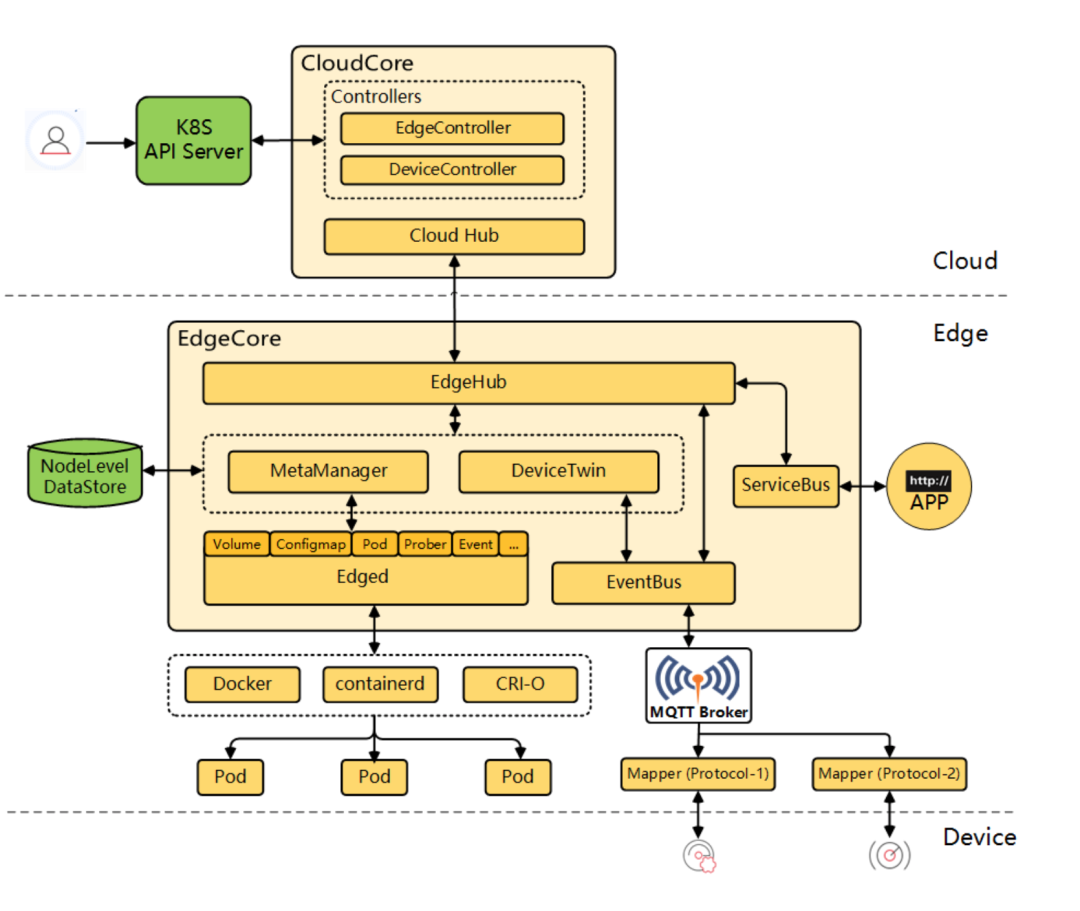 CloudCore
Controllers
EdgeController
DeviceController
Cloud Hub
K8S
API Server
Cloud
Edge
EdgeCore
EdgeHub
NodeLevel
DataStore
MetaManager
DeviceTwin
ServiceBus
http://
APP
Volume
Configmap
Pod
Prober
Event
...
Edged
EventBus
Docker
containerd
CRI-O
MQTT Broker
Pod
Pod
Pod
Mapper (Protocol-1)
Mapper (Protocol-2)
Device